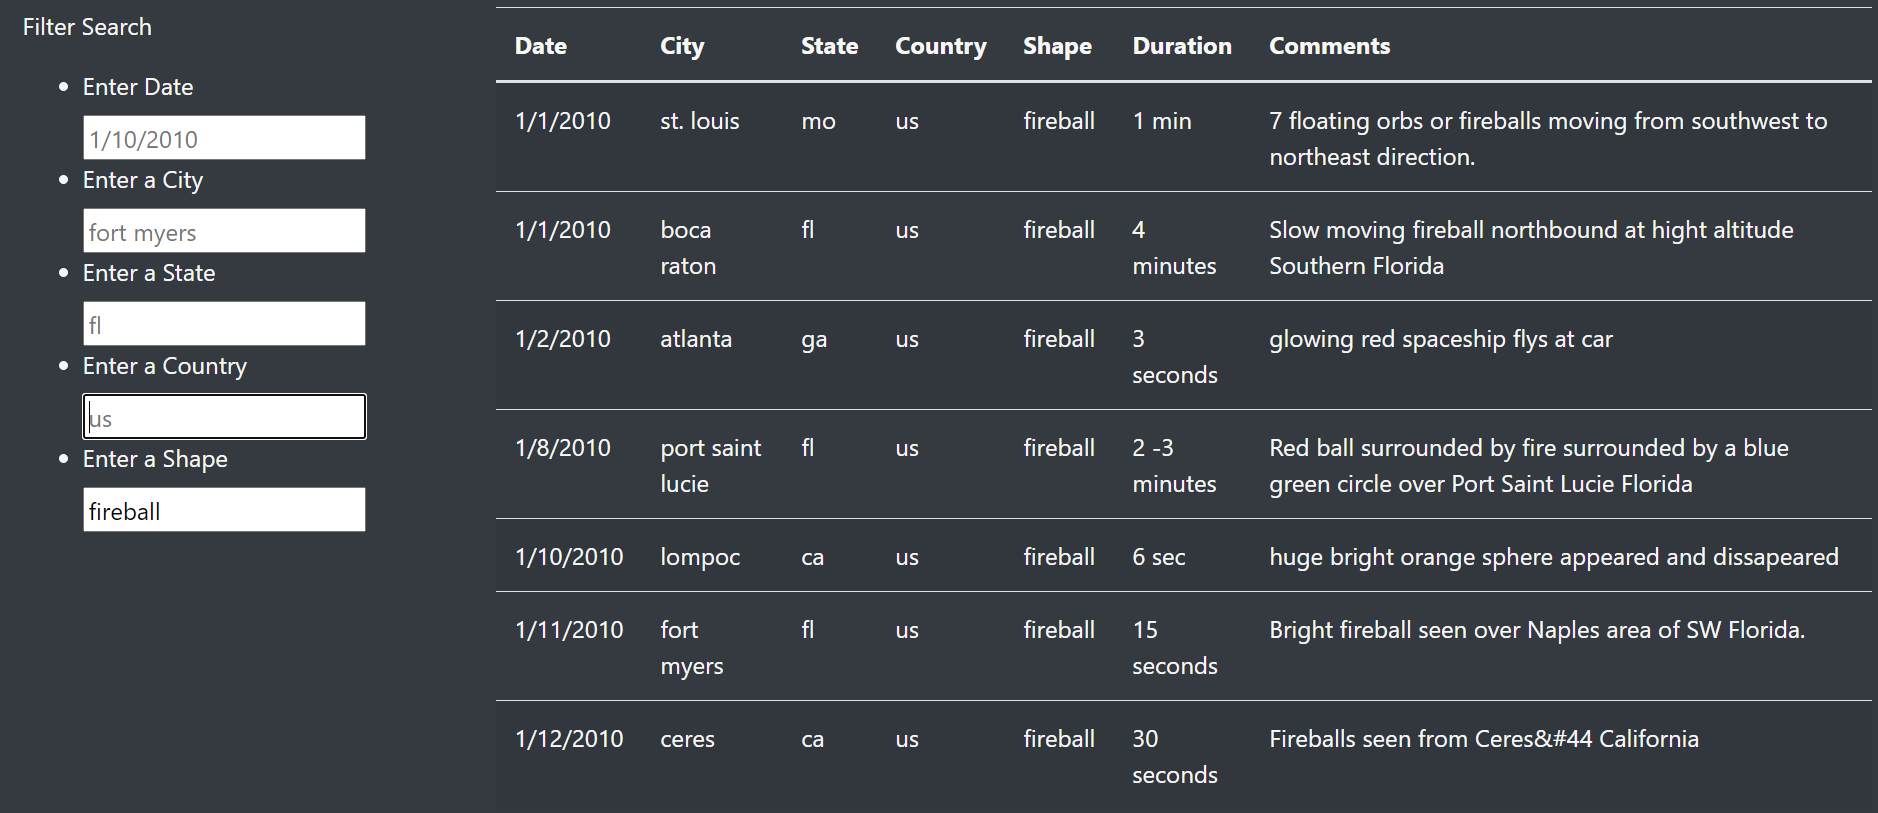 Filter Search
Enter Date
1/10/2010
Enter a City
fort myers
Enter a State
fl
Enter a Country
us
Enter a Shape
fireball
Date City State Country Shape Duration Comments
1/1/2010 st. louis mo us fireball 1 min 7 floating orbs or fireballs moving from southwest to
northeast direction.
1/1/2010 boca fl us fireball 4 Slow moving fireball northbound at hight altitude
raton minutes Southern Florida
1/2/2010 atlanta ga us fireball 3 glowing red spaceship flys at car
seconds
1/8/2010 port saint fl us fireball 2 -3 Red ball surrounded by fire surrounded by a blue
lucie minutes green circle over Port Saint Lucie Florida
1/10/2010 lompoc ca us fireball 6 sec huge bright orange sphere appeared and dissapeared
1/11/2010 fort fl us fireball 15 Bright fireball seen over Naples area of SW Florida.
myers seconds
1/12/2010 ceres ca us fireball 30 Fireballs seen from Ceres&#44 California
seconds